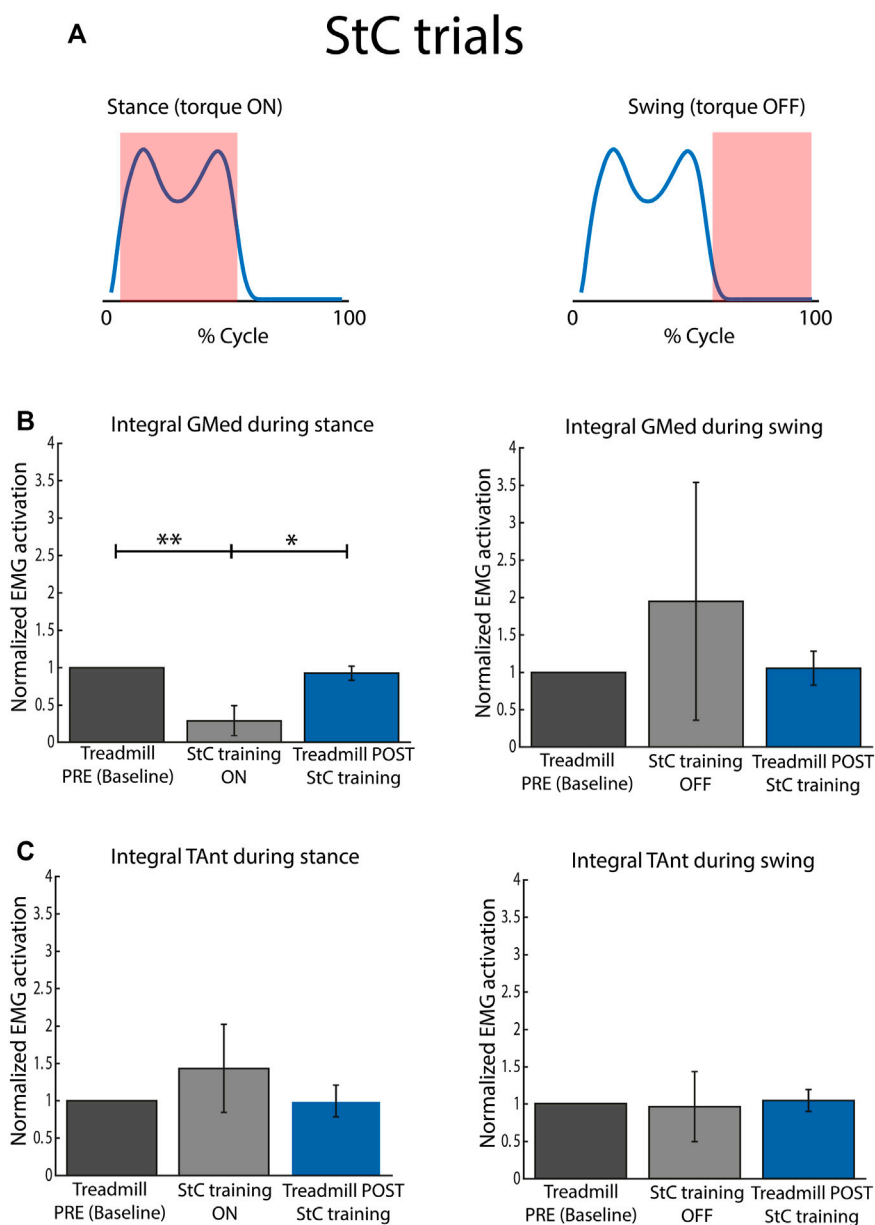 A
StC trials
Stance (torque ON)
0
100
% Cycle
Swing (torque OFF)
0
100
% Cycle
B
Integral GMed during stance
Normalized EMG activation
4
3.5
3
2.5
2
1.5
1
0.5
0
**
*
Treadmill
PRE (Baseline)
StC training
ON
Treadmill POST
StC training
Integral GMed during swing
Normalized EMG activation
4
3.5
3
2.5
2
1.5
1
0.5
0
Treadmill
PRE (Baseline)
StC training
OFF
Treadmill POST
StC training
C
Integral TAnt during stance
Normalized EMG activation
4
3.5
3
2.5
2
1.5
1
0.5
0
Treadmill
PRE (Baseline)
StC training
ON
Treadmill POST
StC training
Integral TAnt during swing
Normalized EMG activation
4
3.5
3
2.5
2
1.5
1
0.5
0
Treadmill
PRE (Baseline)
StC training
OFF
Treadmill POST
StC training